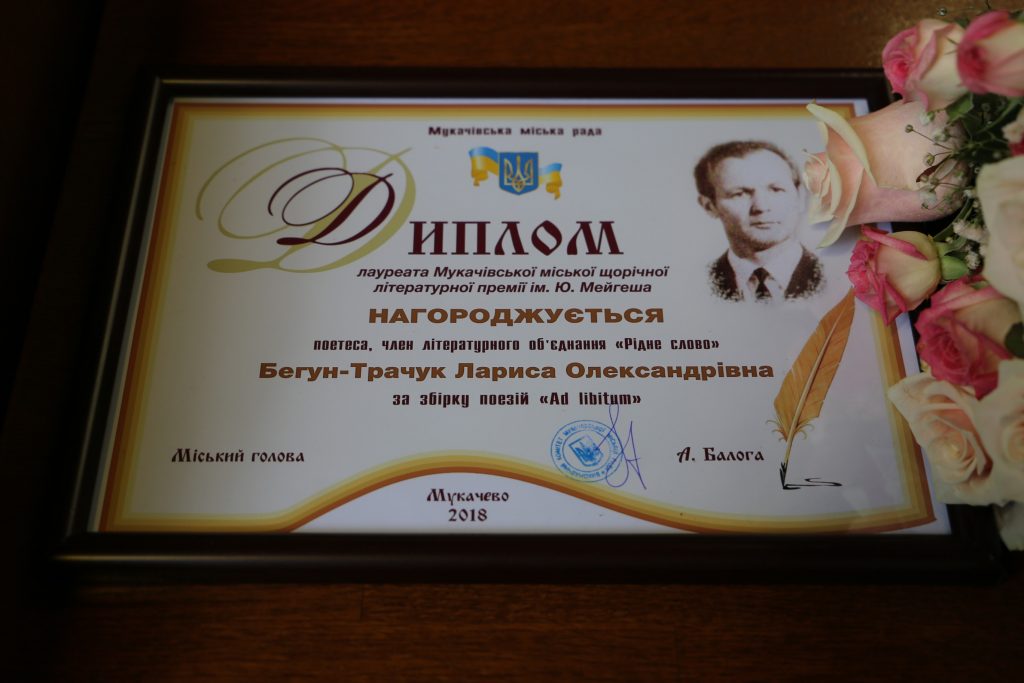 Мукачівська міська рада
Диплом
лауреата Мукачівської міської щорічної
літературної премії ім. Ю. Мейгеша
НАГОРОДЖУЄТЬСЯ
поетеса, член літературного об'єднання «Рідне слово»
Бегун-Трачук Лариса Олександрівна
за збірку поезій «Ad libitum»
Міський голова
А. Балога
Мукачево
2018